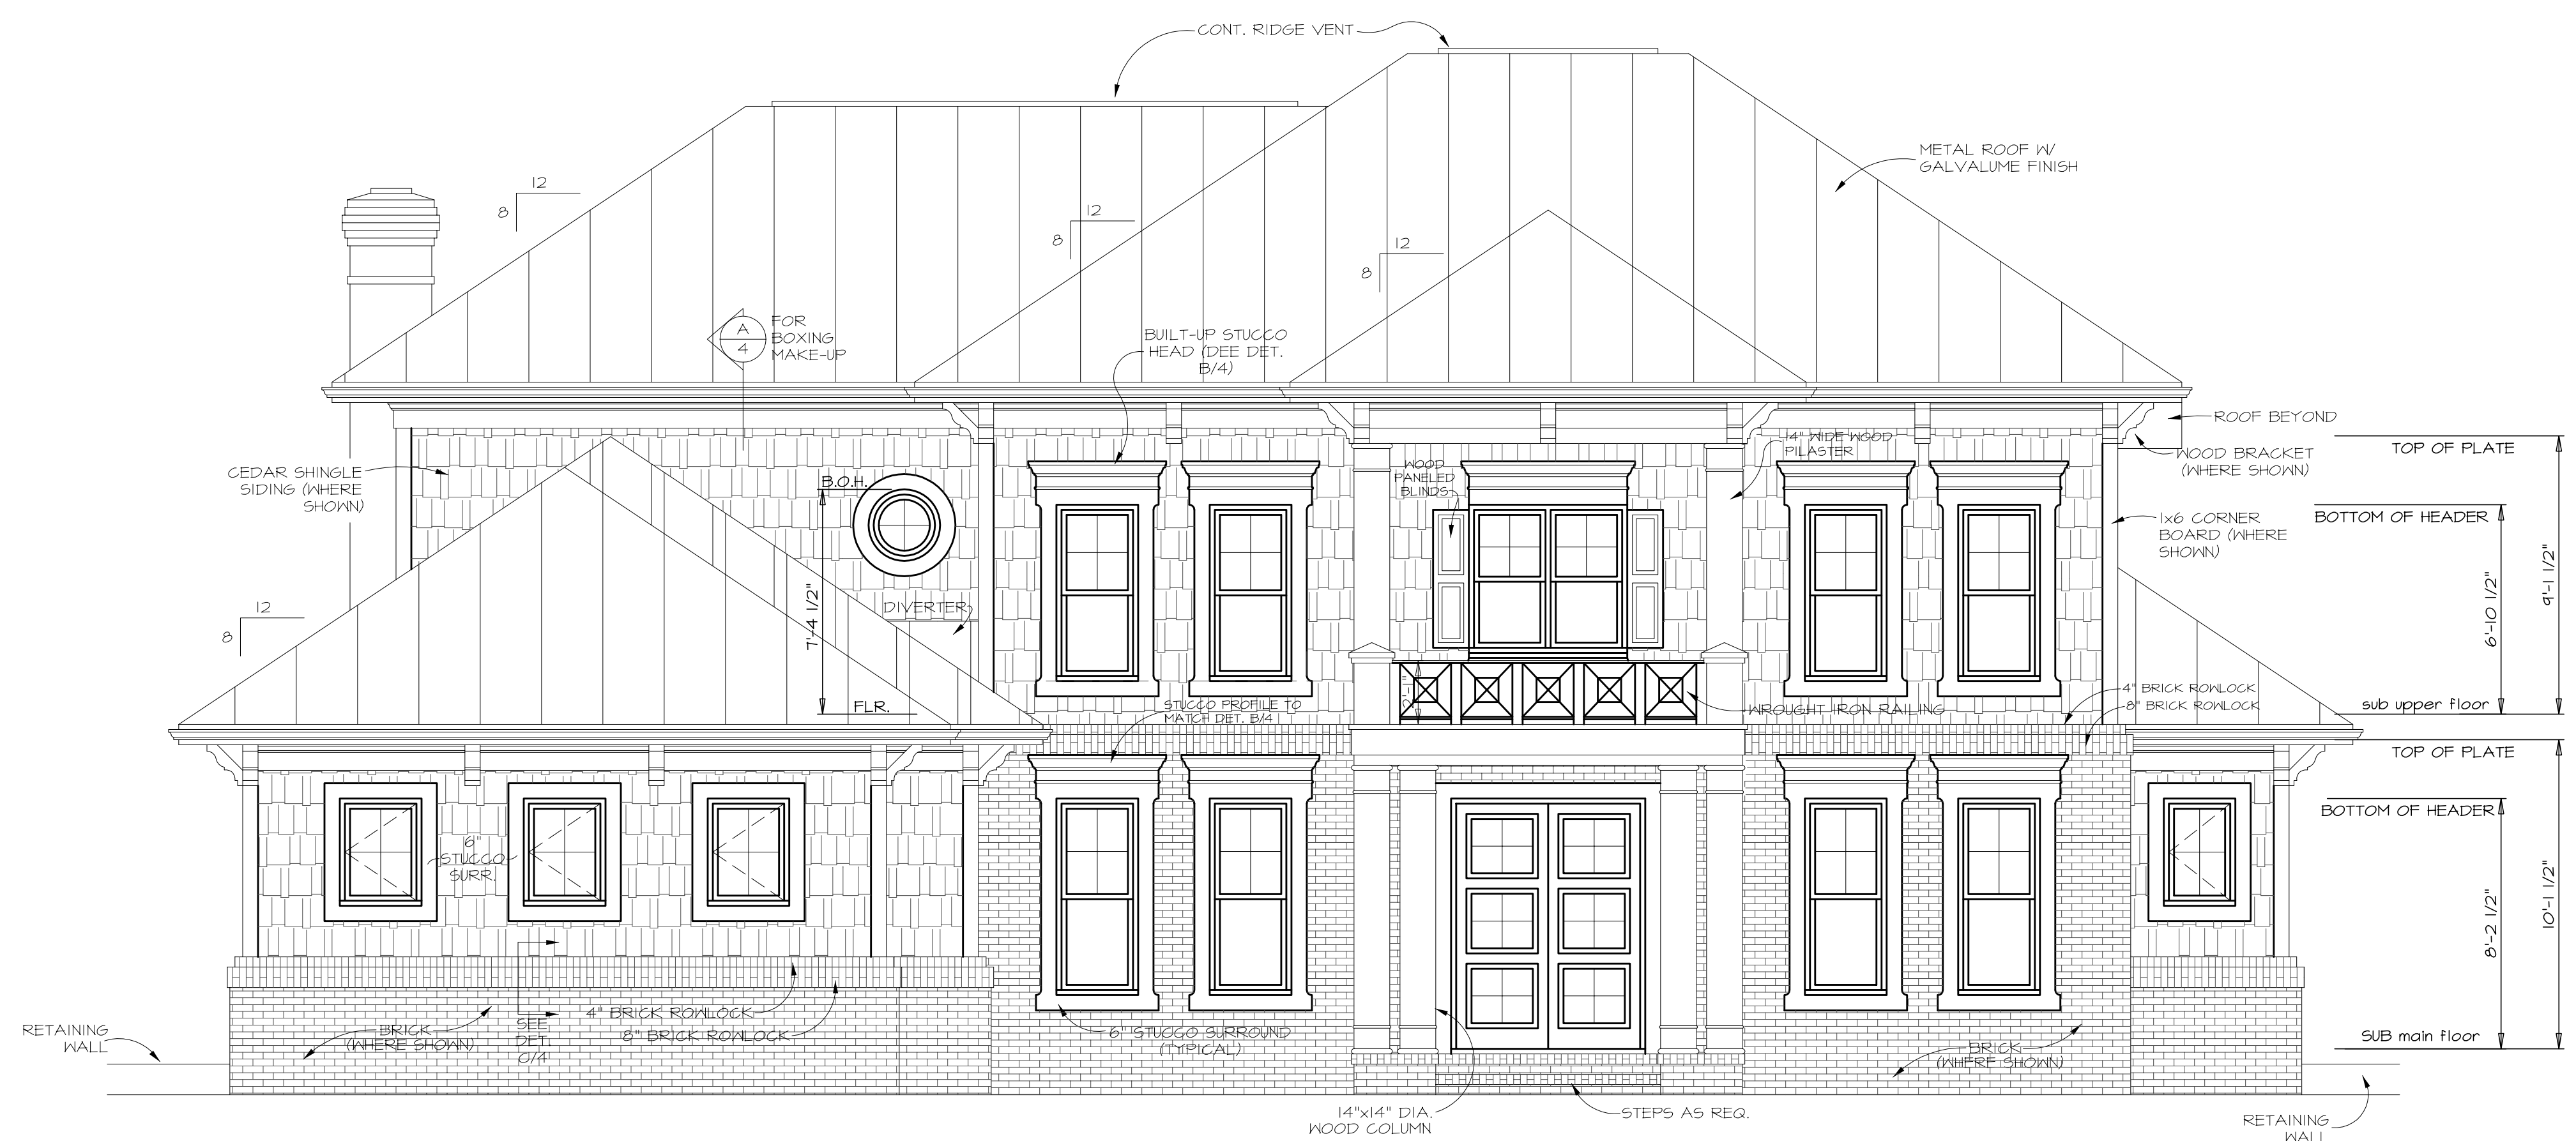 CONT. RIDGE VENT
METAL ROOF W/
GALVALUME FINISH
12
8
12
8
12
8
A
4
FOR
BOXING
MAKE-UP
BUILT-UP STUCCO
HEAD (DEE DET.
B/4)
ROOF BEYOND
14" WIDE WOOD
PILASTER
TOP OF PLATE
WOOD BRACKET
(WHERE SHOWN)
CEDAR SHINGLE
SIDING (WHERE
SHOWN)
WOOD
PANELED
BLINDS
B.O.H.
BOTTOM OF HEADER
1x6 CORNER
BOARD (WHERE
SHOWN)
7'-4 1/2"
6'-10 1/2"
9'-1 1/2"
12
8
DIVERTER
2'-1"
4" BRICK ROWLOCK
8" BRICK ROWLOCK
FLR.
STUCCO PROFILE TO
MATCH DET. B/4
WROUGHT IRON RAILING
sub upper floor
TOP OF PLATE
BOTTOM OF HEADER
6"
STUCCO
SURR.
8'-2 1/2"
10'-1 1/2"
4" BRICK ROWLOCK
8" BRICK ROWLOCK
SEE
DET.
C/4
RETAINING
WALL
BRICK
(WHERE SHOWN)
6" STUCCO SURROUND
(TYPICAL)
BRICK
(WHERE SHOWN)
SUB main floor
14"x14" DIA.
WOOD COLUMN
STEPS AS REQ.
RETAINING
WALL